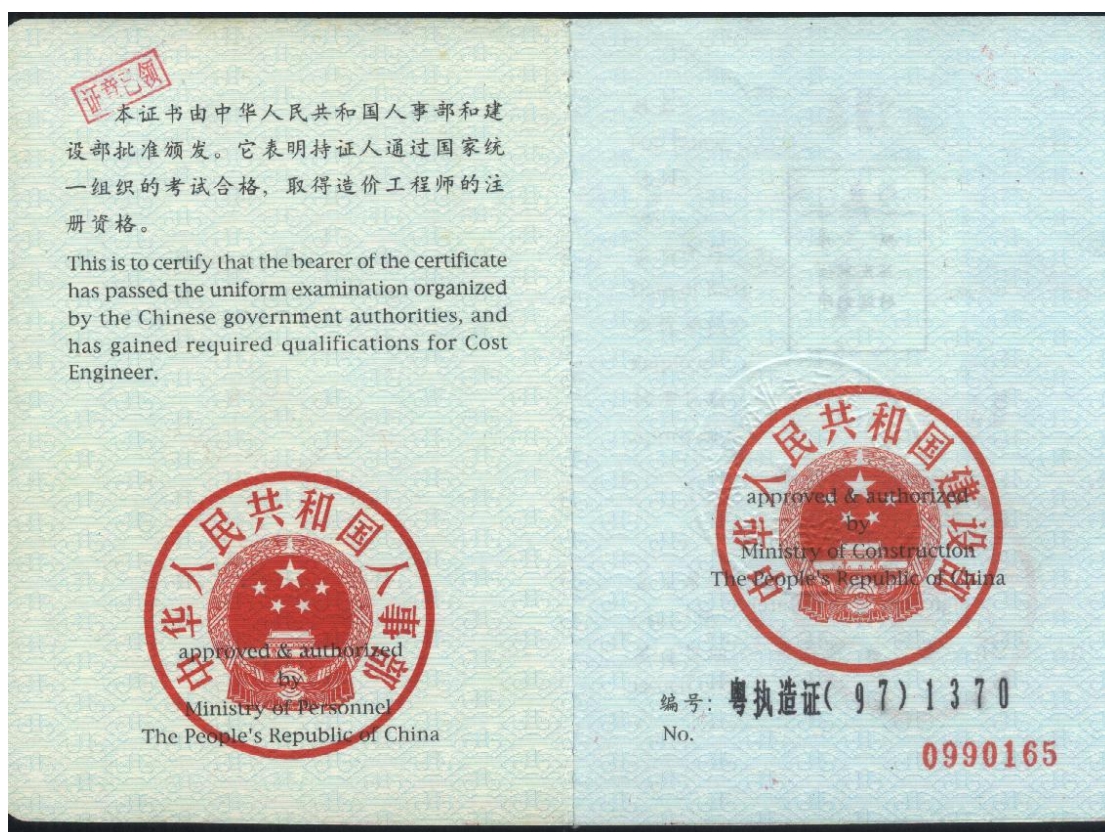 证章已领
本证书由中华人民共和国人事部和建
设部批准颁发。它表明持证人通过国家统
一组织的考试合格, 取得造价工程师的注
册资格。
This is to certify that the bearer of the certificate
has passed the uniform examination organized
by the Chinese government authorities, and
has gained required qualifications for Cost
Engineer.
中华人民共和国人事部
approved & authorized
by
Ministry of Personnel
The People's Republic of China
中华人民共和国建设部
approved & authorized
by
Ministry of Construction
The People's Republic of China
编号: 粤执造证(97)1370
No.
0990165